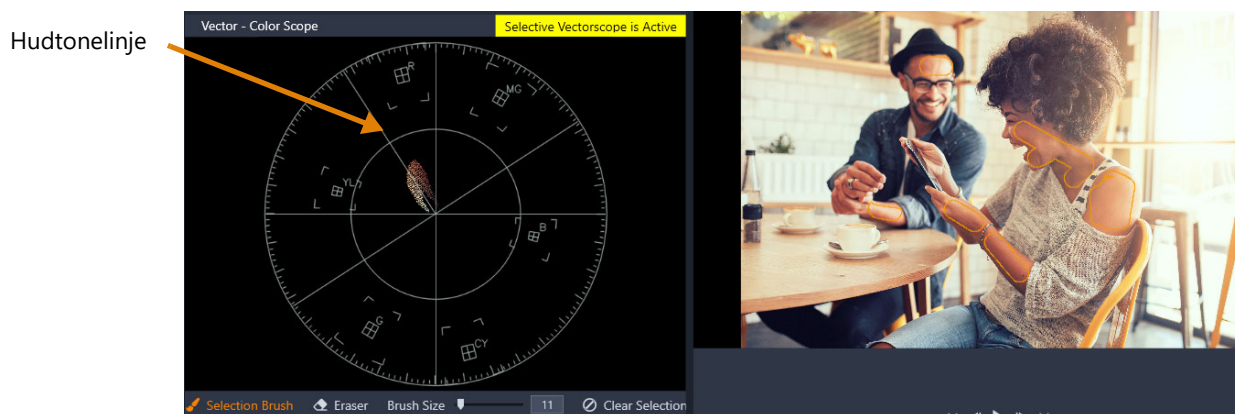 Hudtonelinje
Vector - Color Scope
Selective Vectorscope is Active
R
MG
YL
B
G
CY
Selection Brush
Eraser
Brush Size
11
Clear Selection